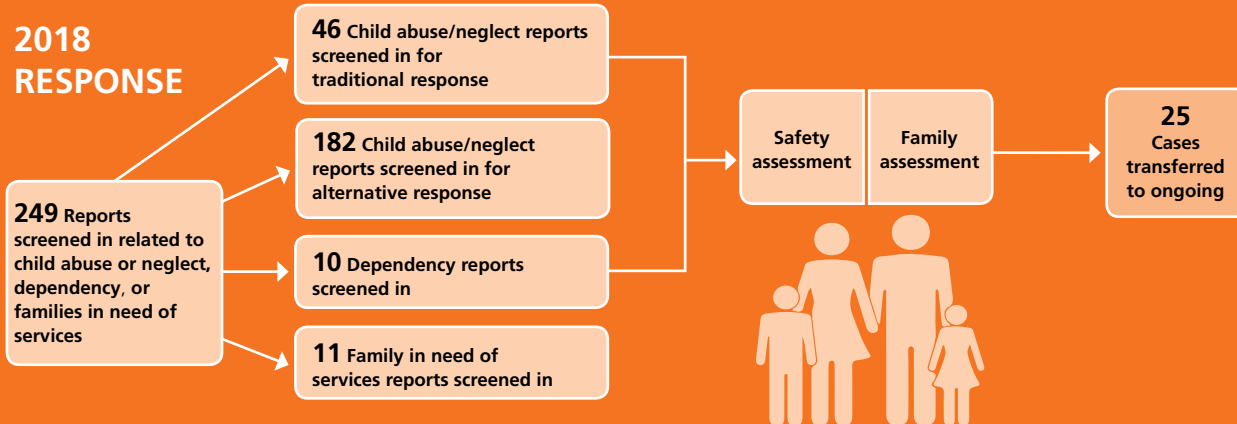 2018
RESPONSE
249 Reports
screened in related to
child abuse or neglect,
dependency, or
families in need of
services
46 Child abuse/neglect reports
screened in for
traditional response
182 Child abuse/neglect
reports screened in for
alternative response
10 Dependency reports
screened in
11 Family in need of
services reports screened in
Safety
assessment
Family
assessment
25
Cases
transferred
to ongoing